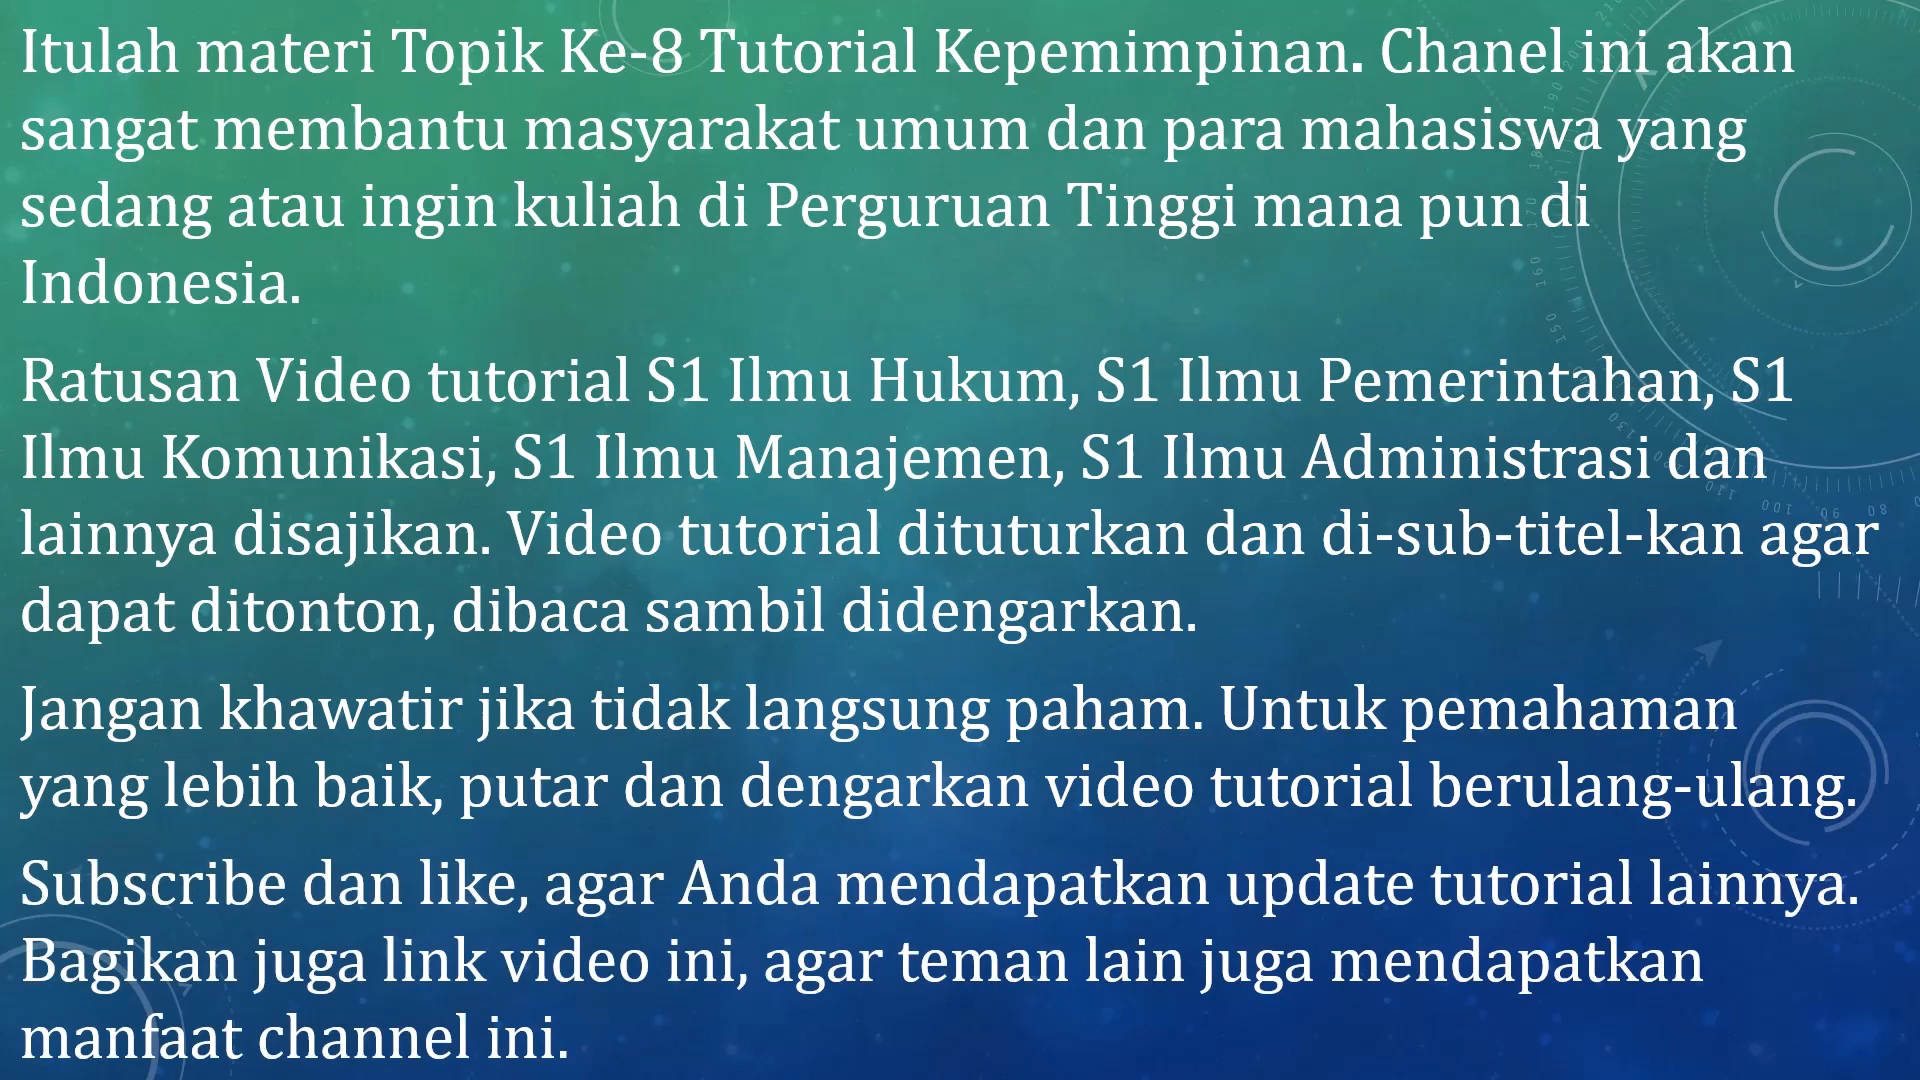 Itulah materi Topik Ke-8 Tutorial Kepemimpinan. Chanel ini akan
sangat membantu masyarakat umum dan para mahasiswa yang
sedang atau ingin kuliah di Perguruan Tinggi mana pun di
Indonesia.
Ratusan Video tutorial S1 Ilmu Hukum, S1 Ilmu Pemerintahan, S1
Ilmu Komunikasi, S1 Ilmu Manajemen, S1 Ilmu Administrasi dan
lainnya disajikan. Video tutorial dituturkan dan di-sub-titel-kan agar
dapat ditonton, dibaca sambil didengarkan.
Jangan khawatir jika tidak langsung paham. Untuk pemahaman
yang lebih baik, putar dan dengarkan video tutorial berulang-ulang.
Subscribe dan like, agar Anda mendapatkan update tutorial lainnya.
Bagikan juga link video ini, agar teman lain juga mendapatkan
manfaat channel ini.